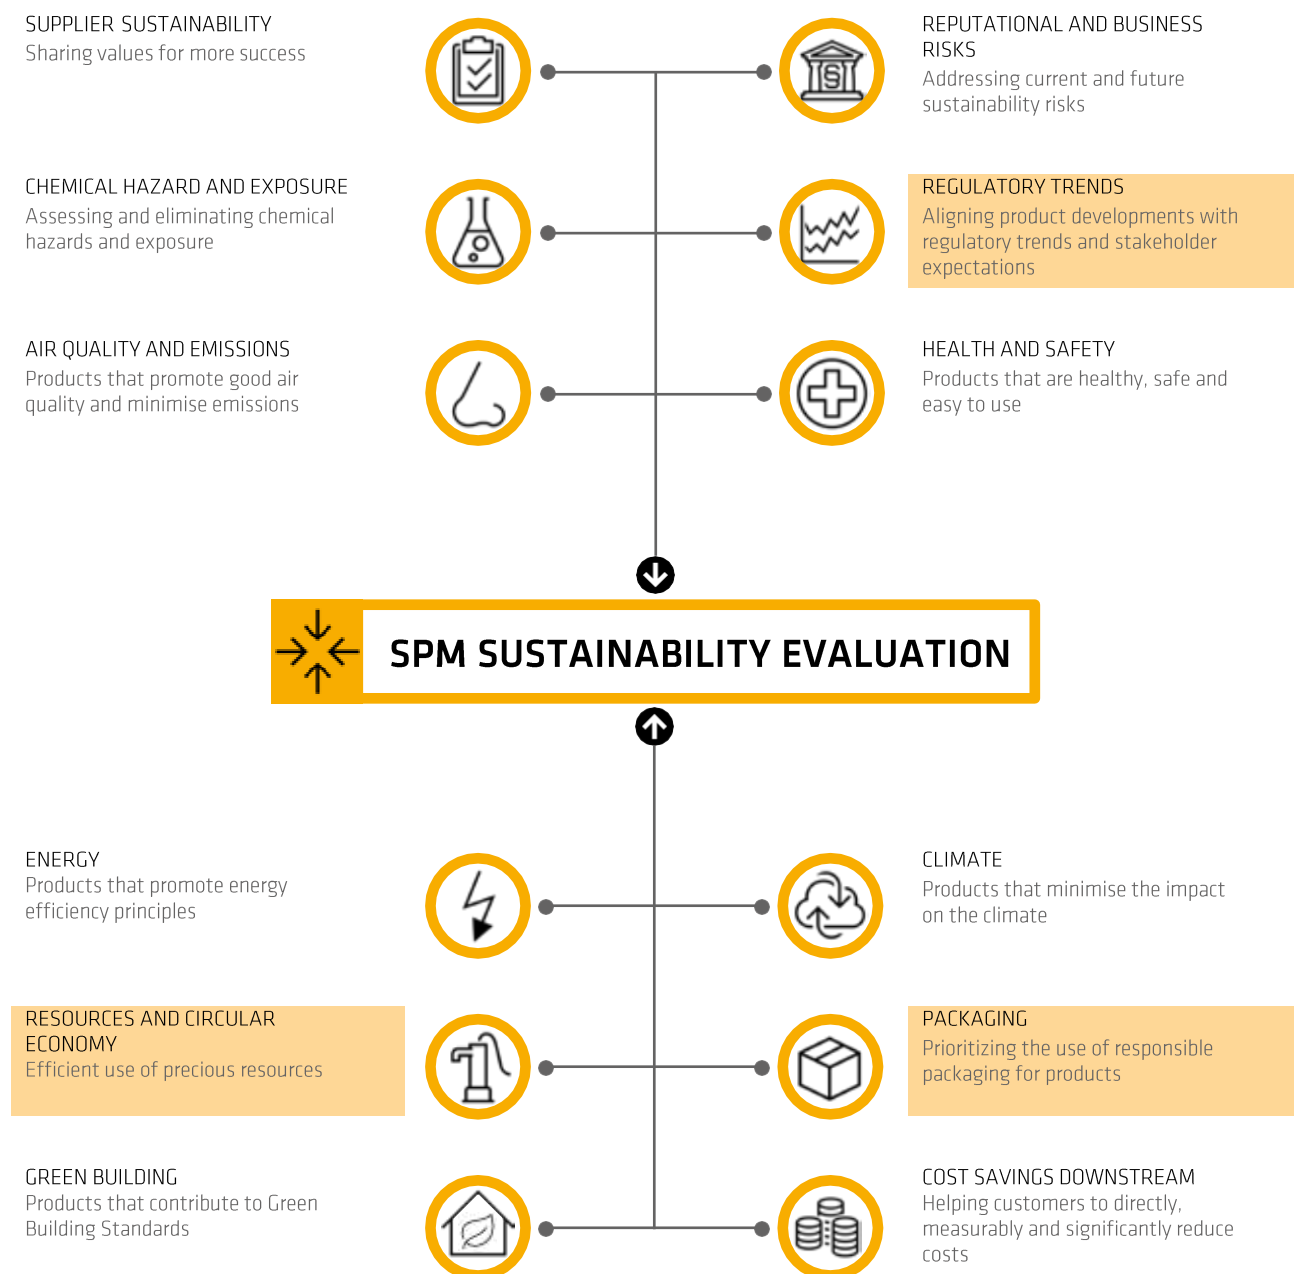 SUPPLIER SUSTAINABILITY
Sharing values for more success
REPUTATIONAL AND BUSINESS
RISKS
Addressing current and future
sustainability risks
§
CHEMICAL HAZARD AND EXPOSURE
Assessing and eliminating chemical
hazards and exposure
REGULATORY TRENDS
Aligning product developments with
regulatory trends and stakeholder
expectations
AIR QUALITY AND EMISSIONS
Products that promote good air
quality and minimise emissions
HEALTH AND SAFETY
Products that are healthy, safe and
easy to use
SPM SUSTAINABILITY EVALUATION
ENERGY
Products that promote energy
efficiency principles
CLIMATE
Products that minimise the impact
on the climate
RESOURCES AND CIRCULAR
ECONOMY
Efficient use of precious resources
PACKAGING
Prioritizing the use of responsible
packaging for products
GREEN BUILDING
Products that contribute to Green
Building Standards
COST SAVINGS DOWNSTREAM
Helping customers to directly,
measurably and significantly reduce
costs